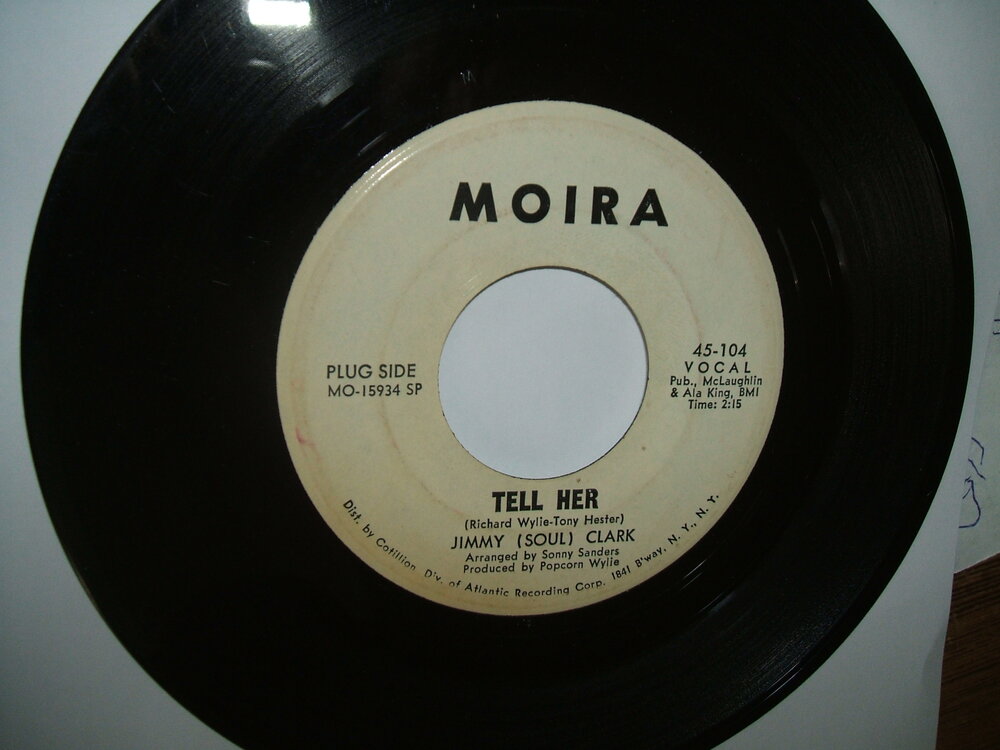 MOIRA
PLUG SIDE
MO-15934 SP
45-104
VOCAL
Pub., McLaughlin
& Ala King, BMI
Time: 2:15
TELL HER
(Richard Wylie-Tony Hester)
JIMMY (SOUL) CLARK
Arranged by Sonny Sanders
Produced by Popcorn Wylie
Dist. by Cotillion, Div. of Atlantic Recording Corp. 1841 B'way, N. Y., N. Y.